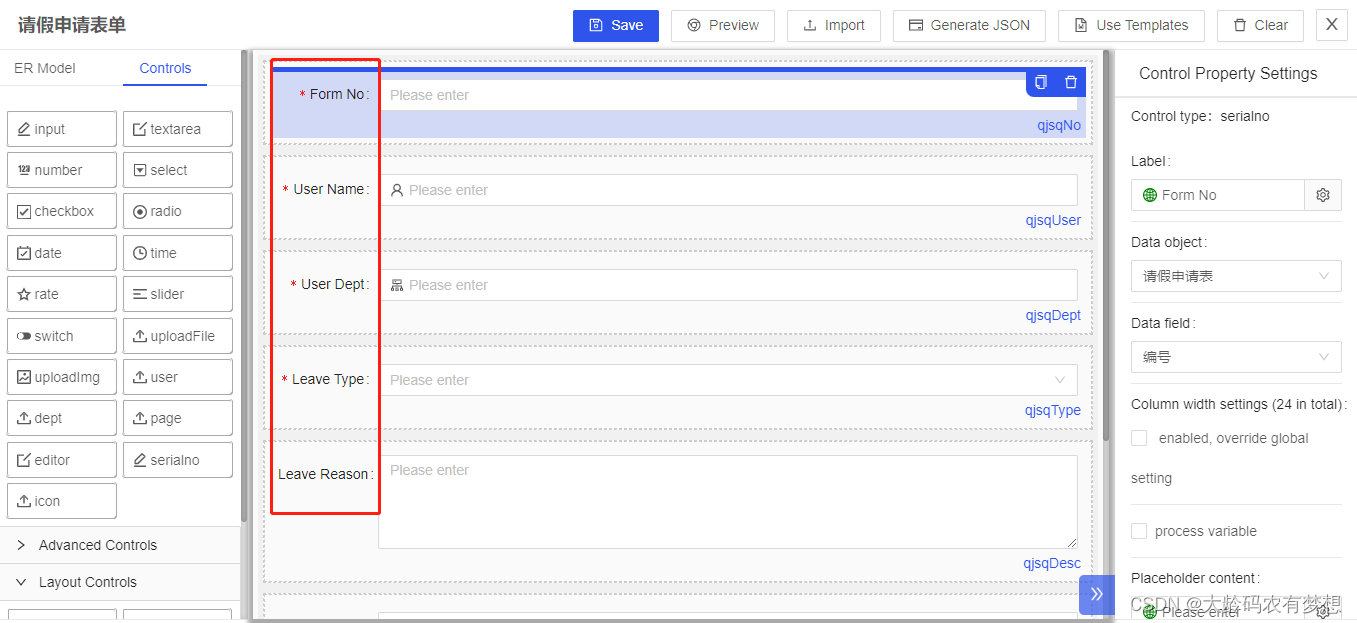 请假申请表单
Save
Preview
Import
Generate JSON
Use Templates
Clear
X
ER Model
Controls
input
textarea
number
select
checkbox
radio
date
time
rate
slider
switch
uploadFile
uploadImg
user
dept
page
editor
serialno
icon
Advanced Controls
Layout Controls
* Form No:
Please enter
qjsqNo
* User Name:
Please enter
qjsqUser
* User Dept:
Please enter
qjsqDept
* Leave Type:
Please enter
qjsqType
Leave Reason:
Please enter
qjsqDesc
Control Property Settings
Control type：serialno
Label:
Form No
Data object:
请假申请表
Data field:
编号
Column width settings (24 in total):
enabled, override global
setting
process variable
Placeholder content:
Please enter
CSDN @大龄码农有梦想